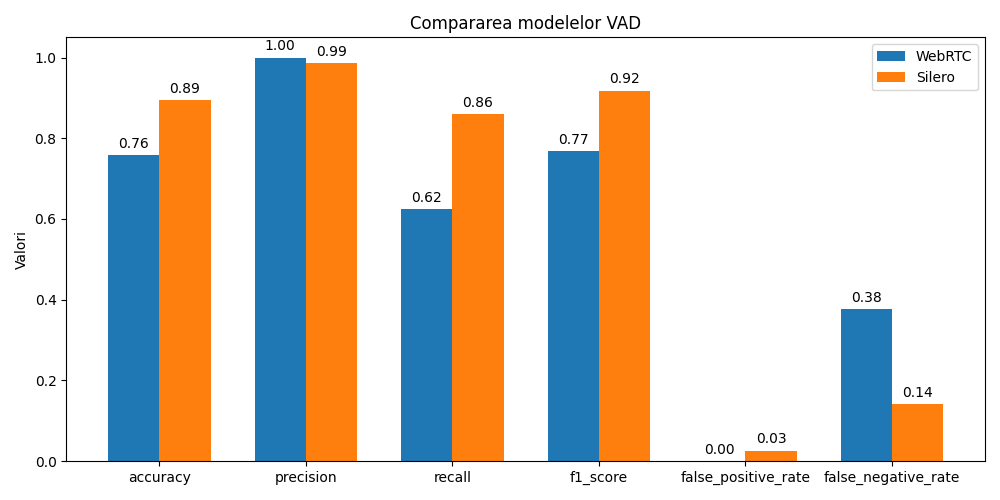 Compararea modelelor VAD
WebRTC
Silero
Valori
1.0
0.8
0.6
0.4
0.2
0.0
0.76
0.89
1.00
0.99
0.62
0.86
0.77
0.92
0.00
0.03
0.38
0.14
accuracy
precision
recall
f1_score
false_positive_rate
false_negative_rate